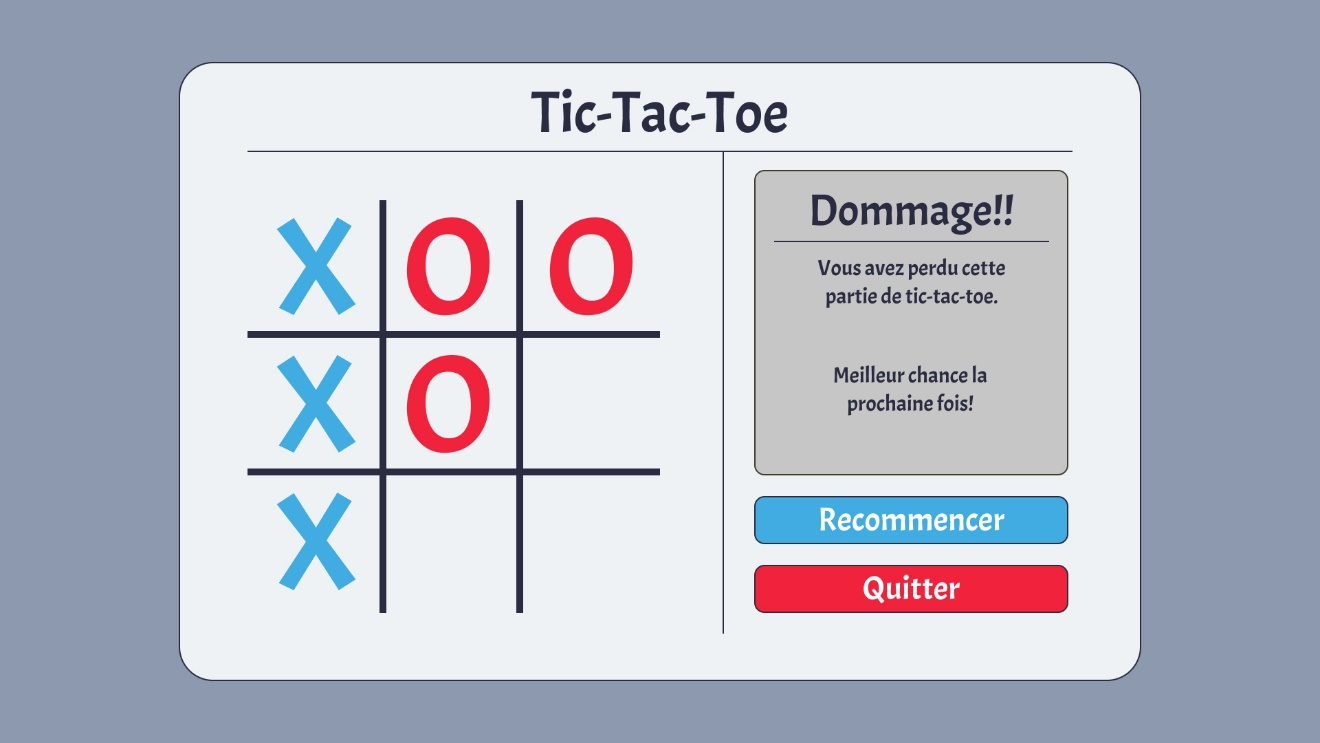 Tic-Tac-Toe
X O O
X O
X
Dommage!!
Vous avez perdu cette
partie de tic-tac-toe.
Meilleur chance la
prochaine fois!
Recommencer
Quitter